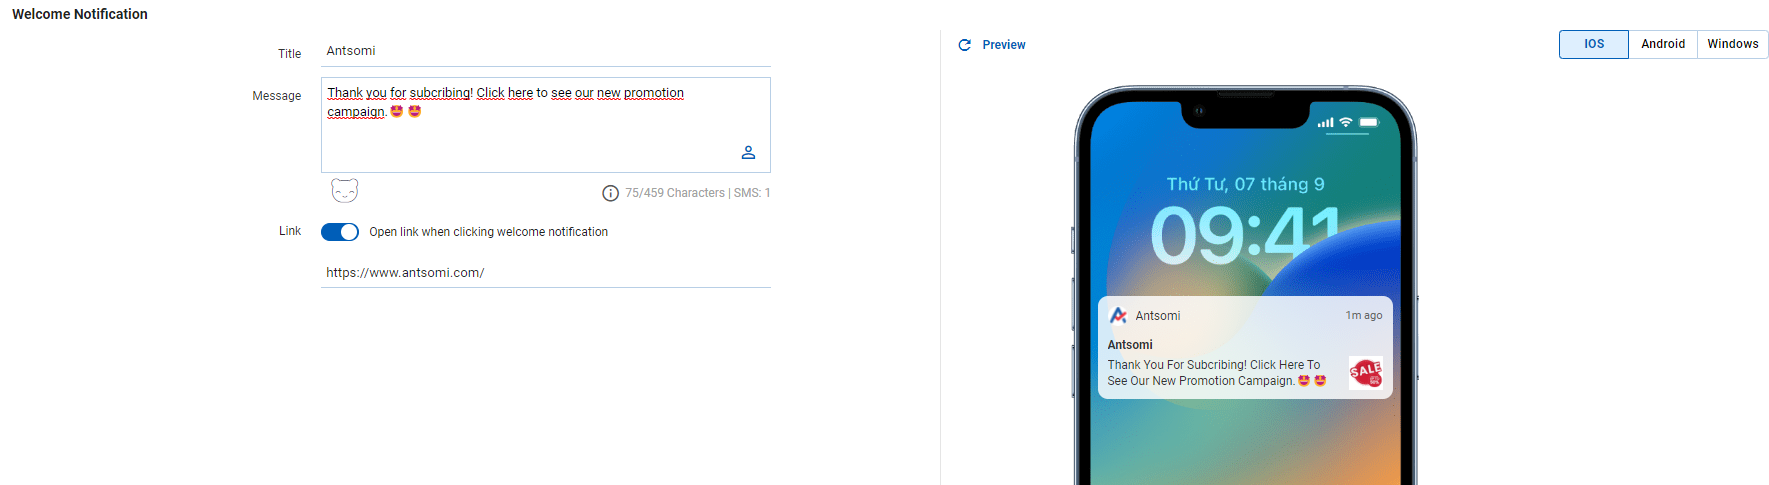 Welcome Notification
Title
Antsomi
Message
Thank you for subcribing! Click here to see our new promotion
campaign.🤩 🤩
75/459 Characters | SMS: 1
Link
Open link when clicking welcome notification
https://www.antsomi.com/
Preview
IOS
Android
Windows
Thứ Tư, 07 tháng 9
09:41
Antsomi
1m ago
Antsomi
Thank You For Subcribing! Click Here To
See Our New Promotion Campaign.🤩 🤩
SALE